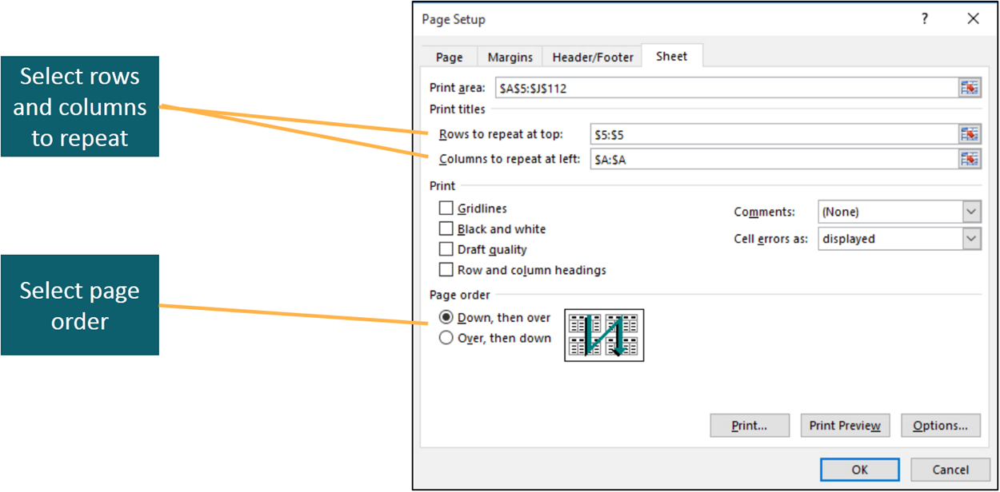 Select rows
and columns
to repeat
Select page
order
Page Setup
?
Page Margins Header/Footer Sheet
Print area: $A$5:$J$112
Print titles
Rows to repeat at top: $5:$5
Columns to repeat at left: $A:$A
Print
Gridlines
Black and white
Draft quality
Row and column headings
Comments: (None)
Cell errors as: displayed
Page order
Down, then over
Over, then down
Print... Print Preview Options...
OK Cancel